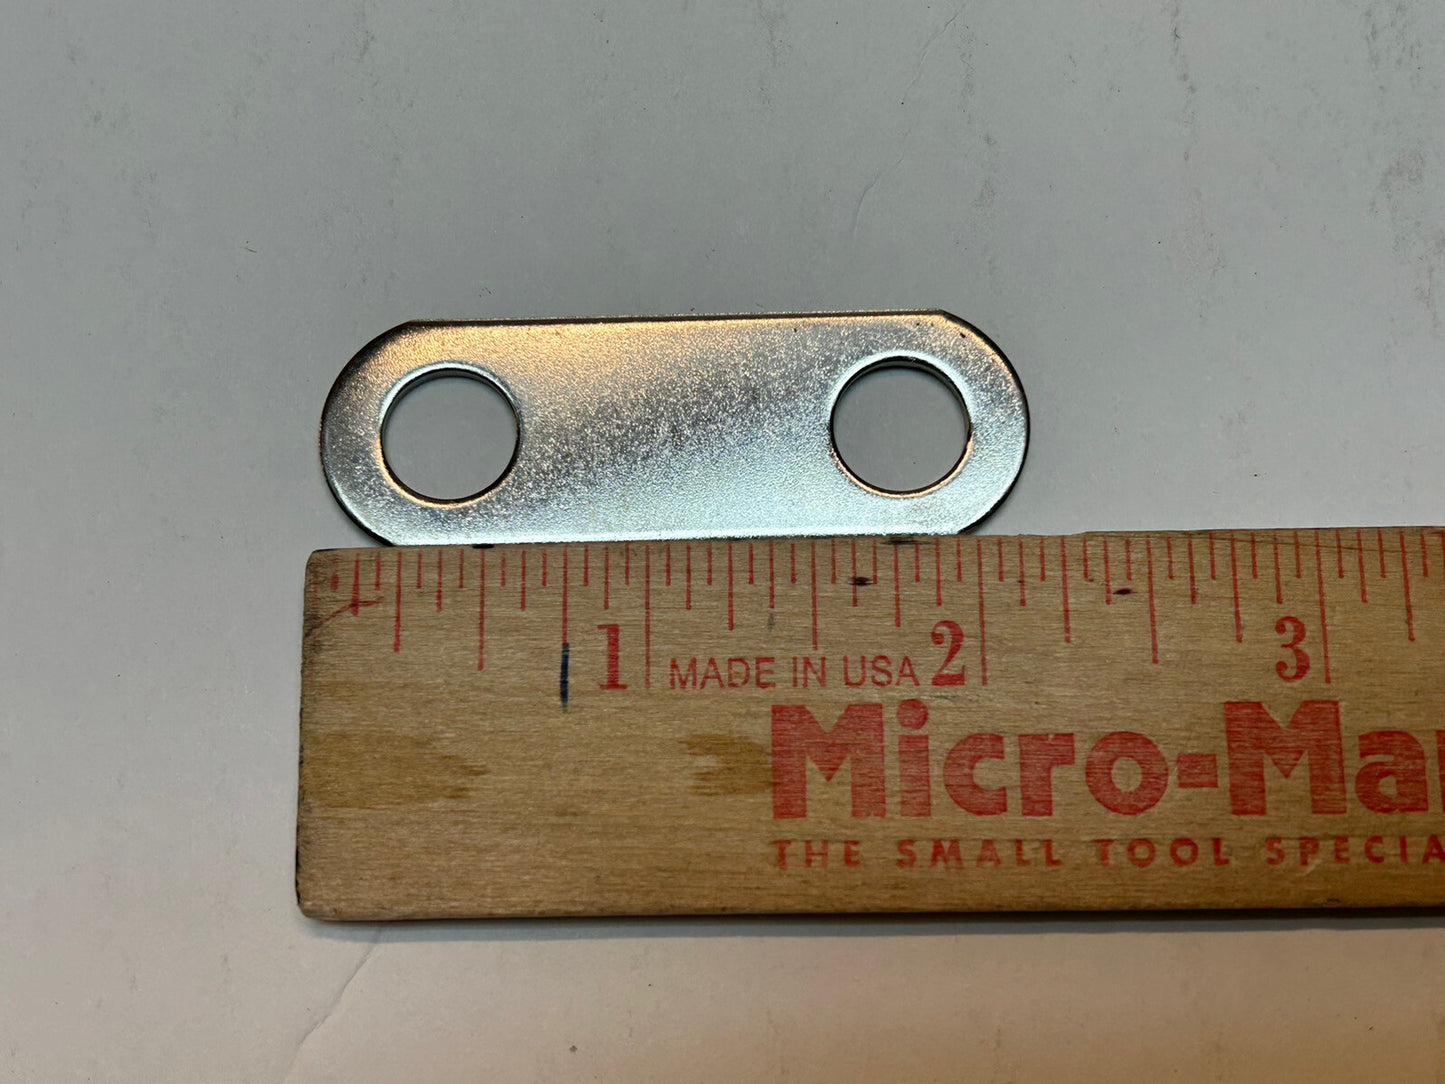 1 2 3
MADE IN USA
Micro-Ma
THE SMALL TOOL SPECIA